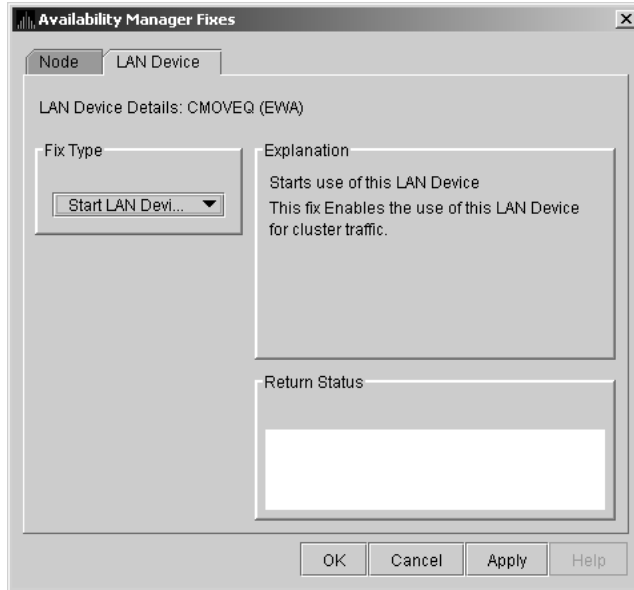 Availability Manager Fixes
Node
LAN Device
LAN Device Details: CMOVEQ (EWA)
Fix Type
Start LAN Devi...
Explanation
Starts use of this LAN Device
This fix Enables the use of this LAN Device
for cluster traffic.
Return Status
OK
Cancel
Apply
Help